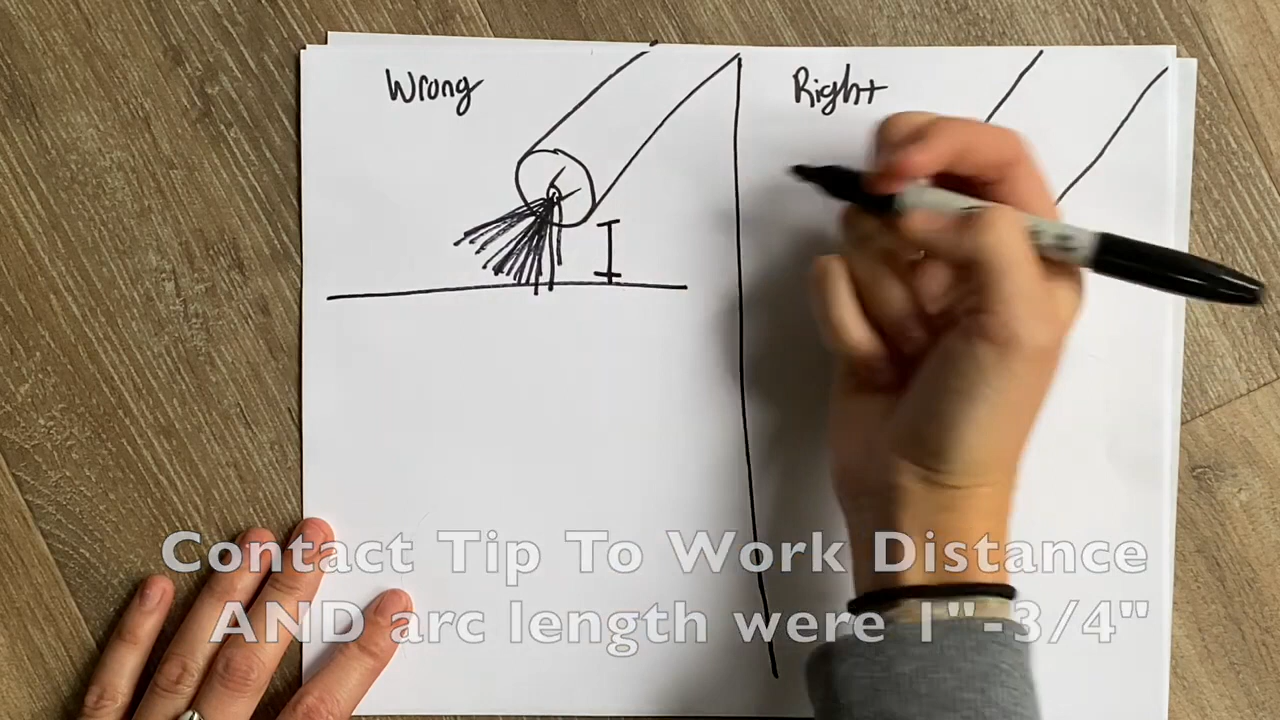 Wrong
Right
Contact Tip To Work Distance
AND arc length were 1"-3/4"